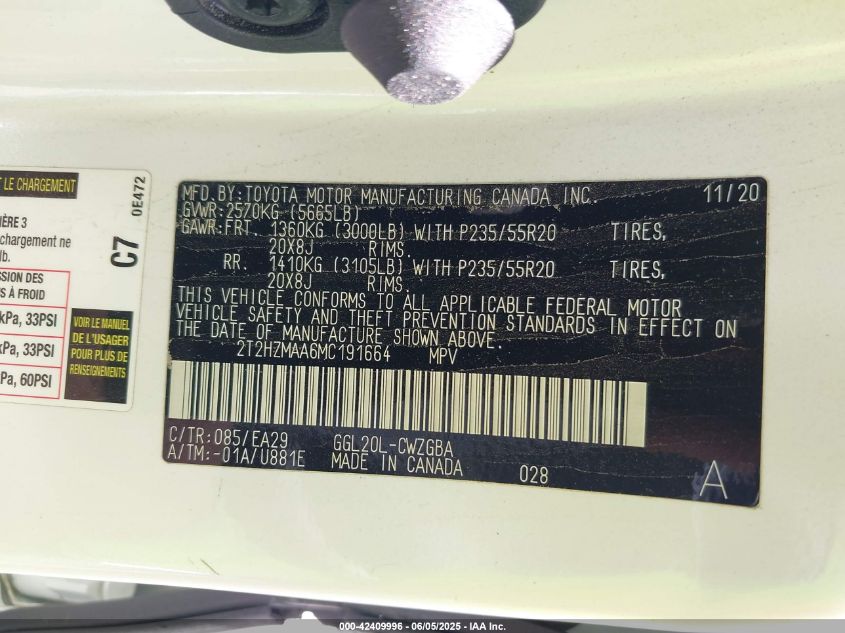 T LE CHARGEMENT
IÈRE 3
chargement ne
lb.
SSION DES
S À FROID
kPa, 33PSI
kPa, 33PSI
Pa, 60PSI
VOIR LE MANUEL
DE L'USAGER
POUR PLUS DE
RENSEIGNEMENTS
C7
0E472
MFD.BY:TOYOTA MOTOR MANUFACTURING CANADA INC. 11/20
GVWR:2570KG (5665LB)
GAWR:FRT. 1360KG (3000LB) WITH P235/55R20 TIRES,
20X8J RIMS.
RR. 1410KG (3105LB) WITH P235/55R20 TIRES,
20X8J RIMS.
THIS VEHICLE CONFORMS TO ALL APPLICABLE FEDERAL MOTOR
VEHICLE SAFETY AND THEFT PREVENTION STANDARDS IN EFFECT ON
THE DATE OF MANUFACTURE SHOWN ABOVE.
2T2HZMAA6MC191664 MPV
C/TR:085/EA29 GGL20L-CWZGBA
A/TM:-01A/U881E MADE IN CANADA 028 A
000-42409996 - 06/05/2025 - IAA Inc.